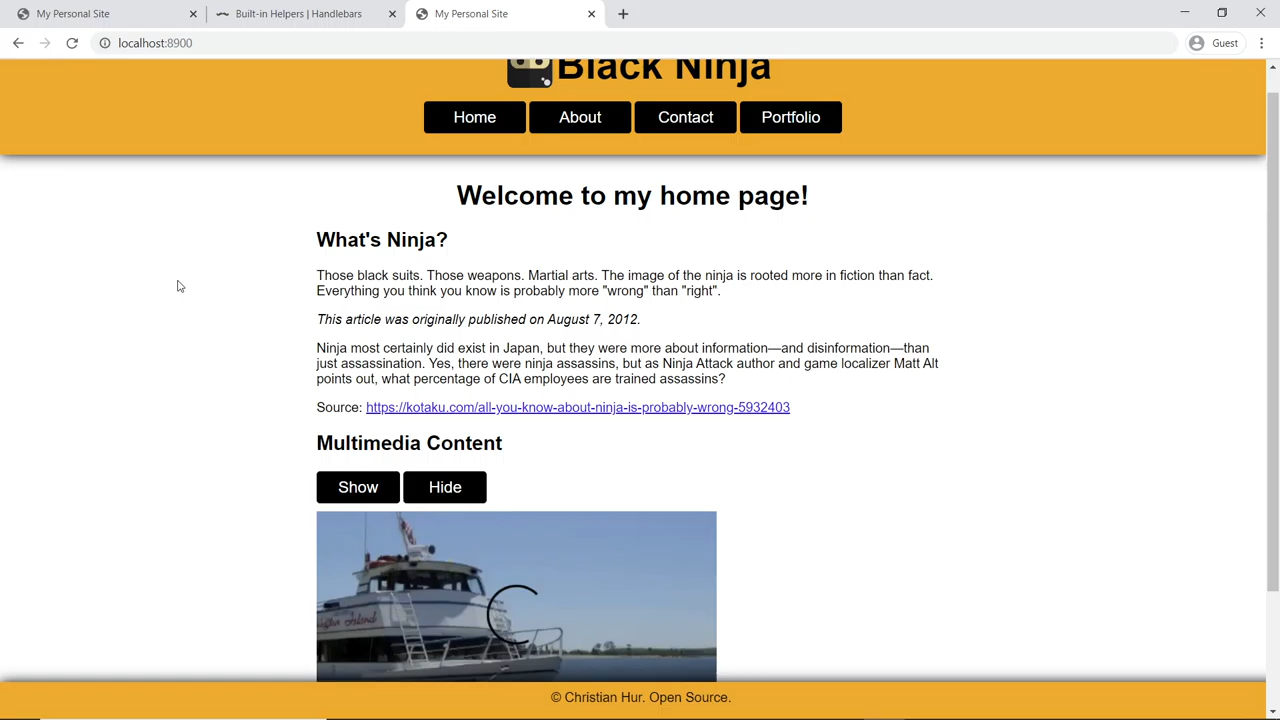 My Personal Site
Built-in Helpers | Handlebars
My Personal Site
localhost:8900
Guest
Black Ninja
Home
About
Contact
Portfolio
Welcome to my home page!
What's Ninja?
Those black suits. Those weapons. Martial arts. The image of the ninja is rooted more in fiction than fact.
Everything you think you know is probably more "wrong" than "right".
This article was originally published on August 7, 2012.
Ninja most certainly did exist in Japan, but they were more about information—and disinformation—than
just assassination. Yes, there were ninja assassins, but as Ninja Attack author and game localizer Matt Alt
points out, what percentage of CIA employees are trained assassins?
Source: https://kotaku.com/all-you-know-about-ninja-is-probably-wrong-5932403
Multimedia Content
Show
Hide
Island
© Christian Hur. Open Source.